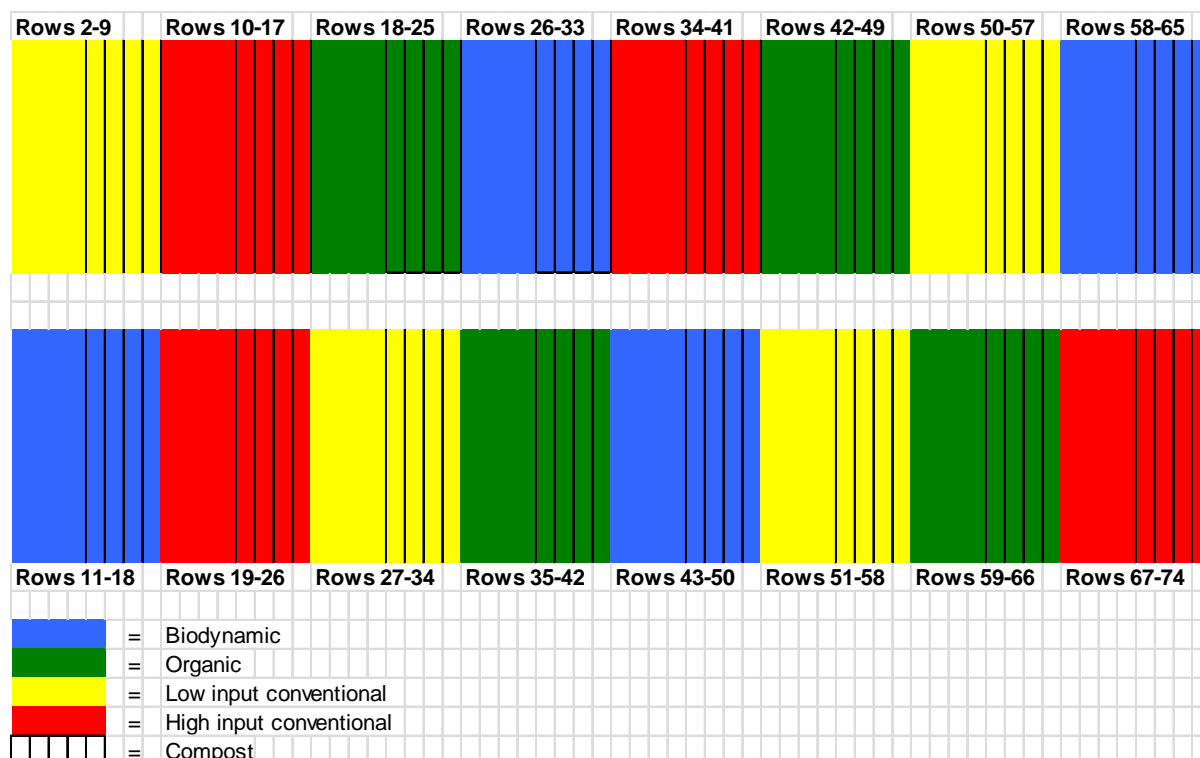 Rows 2-9 Rows 10-17 Rows 18-25 Rows 26-33 Rows 34-41 Rows 42-49 Rows 50-57 Rows 58-65
Rows 11-18 Rows 19-26 Rows 27-34 Rows 35-42 Rows 43-50 Rows 51-58 Rows 59-66 Rows 67-74
= Biodynamic
= Organic
= Low input conventional
= High input conventional
= Compost